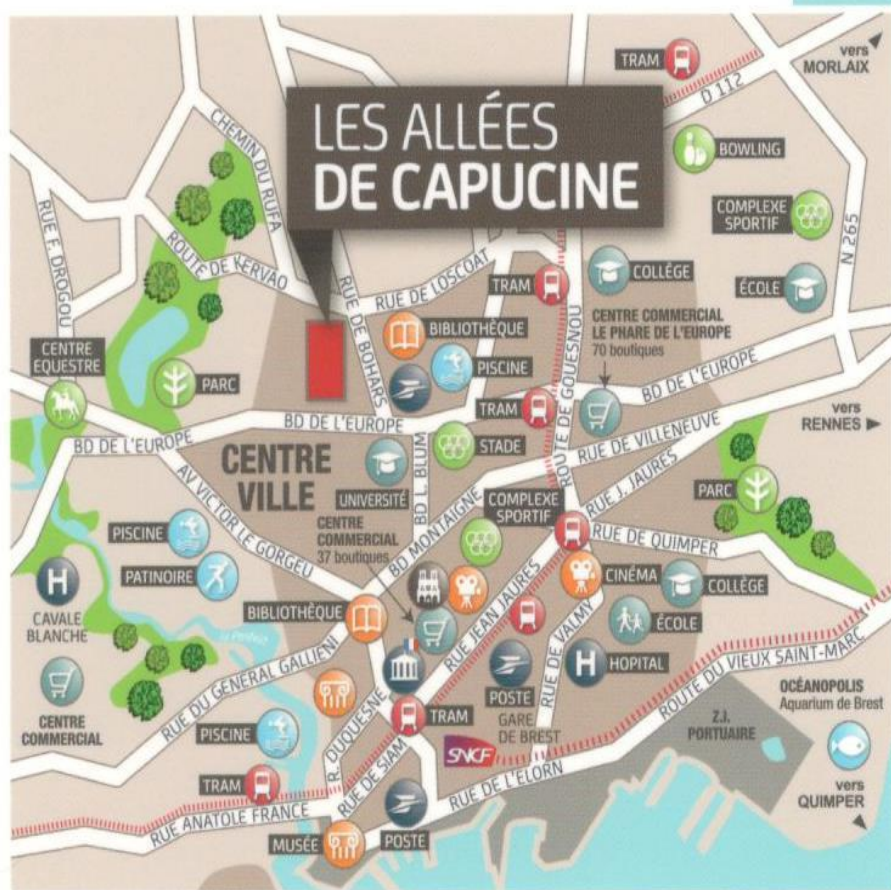 vers
MORLAIX
TRAM
D 112
LES ALLÉES
DE CAPUCINE
BOWLING
CHEMIN DU RUFA
COMPLEXE
SPORTIF
RUE F. DROGOU
ROUTE DE KERVAO
N 265
RUE DE LOSCOAT
COLLÈGE
TRAM
ÉCOLE
RUE DE BOHARS
CENTRE COMMERCIAL
LE PHARE DE L'EUROPE
70 boutiques
BIBLIOTHÈQUE
CENTRE
EQUESTRE
PISCINE
PARC
ROUTE DE GOUESNOU
BD DE L'EUROPE
TRAM
BD DE L'EUROPE
BD DE L'EUROPE
vers
RENNES
STADE
RUE DE VILLENEUVE
CENTRE
VILLE
UNIVERSITÉ
BD L. BLUM
AV VICTOR LE GORGEU
RUE J. JAURES
PARC
COMPLEXE
SPORTIF
CENTRE
COMMERCIAL
37 boutiques
BD MONTAIGNE
PISCINE
RUE DE QUIMPER
PATINOIRE
CINÉMA
COLLÈGE
H
CAVALE
BLANCHE
BIBLIOTHÈQUE
RUE JEAN JAURES
ÉCOLE
La Penfeld
RUE DE VALMY
H
HOPITAL
RUE DU GÉNÉRAL GALLIÉNI
ROUTE DU VIEUX SAINT-MARC
CENTRE
COMMERCIAL
POSTE
GARE
DE BREST
OCÉANOPOLIS
Aquarium de Brest
R. DUQUESNE
TRAM
PISCINE
Z.I.
PORTUAIRE
SNCF
TRAM
RUE DE SIAM
RUE DE L'ELORN
vers
QUIMPER
RUE ANATOLE FRANCE
MUSÉE
POSTE